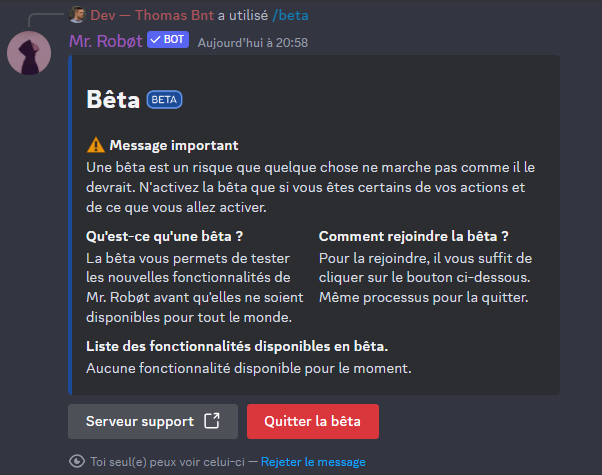 Dev — Thomas Bnt a utilisé /beta
Mr. Robøt BOT Aujourd'hui à 20:58
Bêta BETA
Message important
Une bêta est un risque que quelque chose ne marche pas comme il le
devrait. N'activez la bêta que si vous êtes certains de vos actions et
de ce que vous allez activer.
Qu'est-ce qu'une bêta ?
La bêta vous permets de tester
les nouvelles fonctionnalités de
Mr. Robøt avant qu'elles ne soient
disponibles pour tout le monde.
Comment rejoindre la bêta ?
Pour la rejoindre, il vous suffit de
cliquer sur le bouton ci-dessous.
Même processus pour la quitter.
Liste des fonctionnalités disponibles en bêta.
Aucune fonctionnalité disponible pour le moment.
Serveur support
Quitter la bêta
Toi seul(e) peux voir celui-ci — Rejeter le message